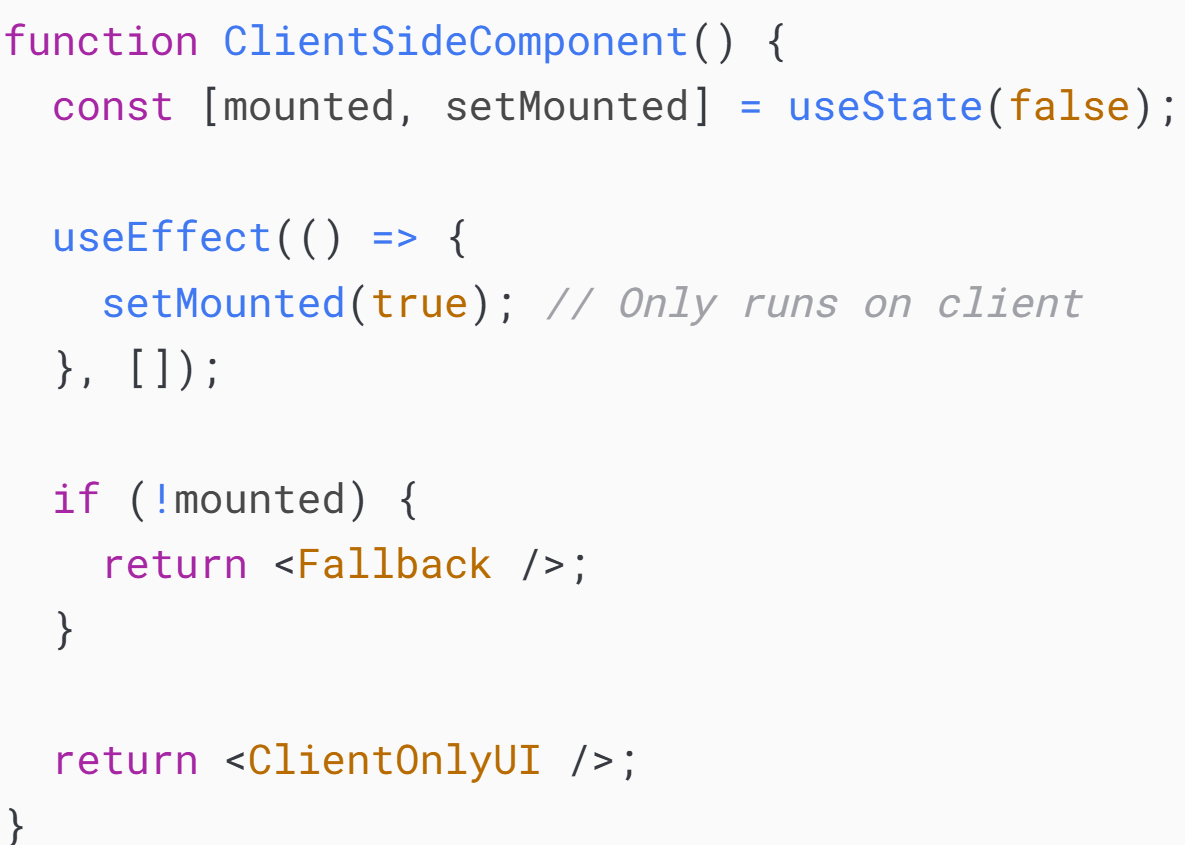 function ClientSideComponent() {
  const [mounted, setMounted] = useState(false);

  useEffect(() => {
    setMounted(true); // Only runs on client
  }, []);

  if (!mounted) {
    return <Fallback />;
  }

  return <ClientOnlyUI />;
}